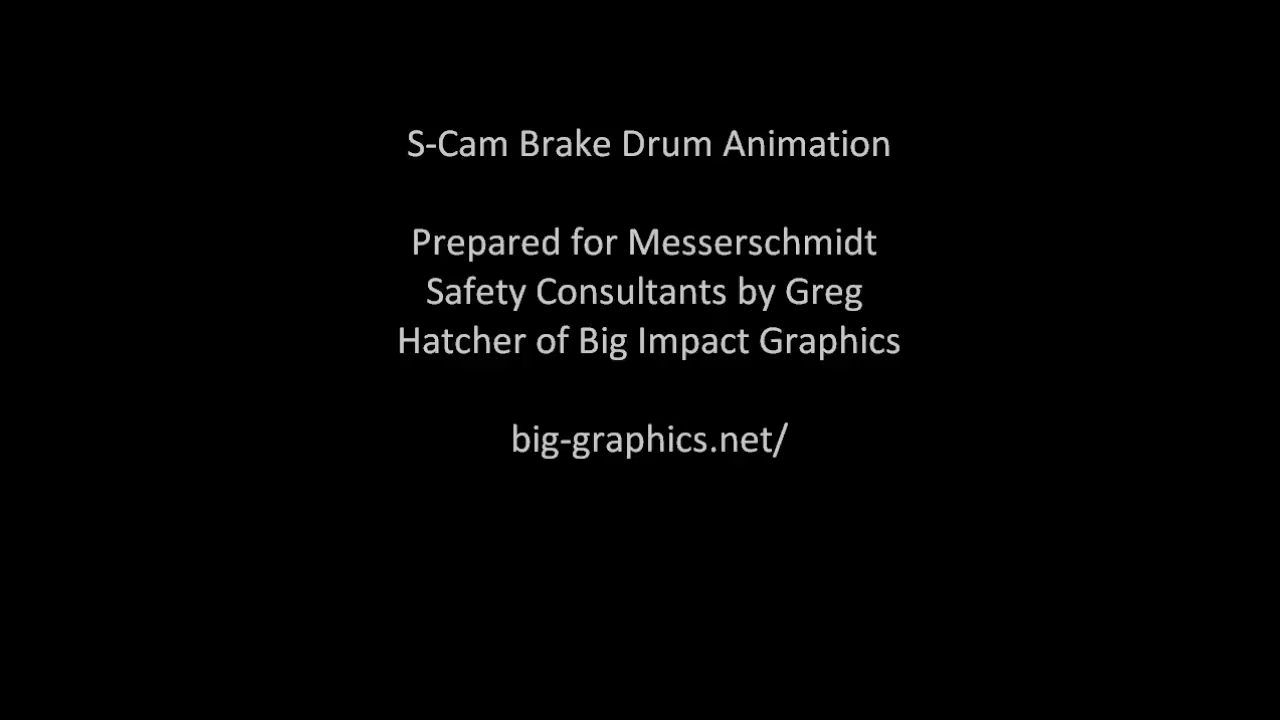 S-Cam Brake Drum Animation
Prepared for Messerschmidt
Safety Consultants by Greg
Hatcher of Big Impact Graphics
big-graphics.net/